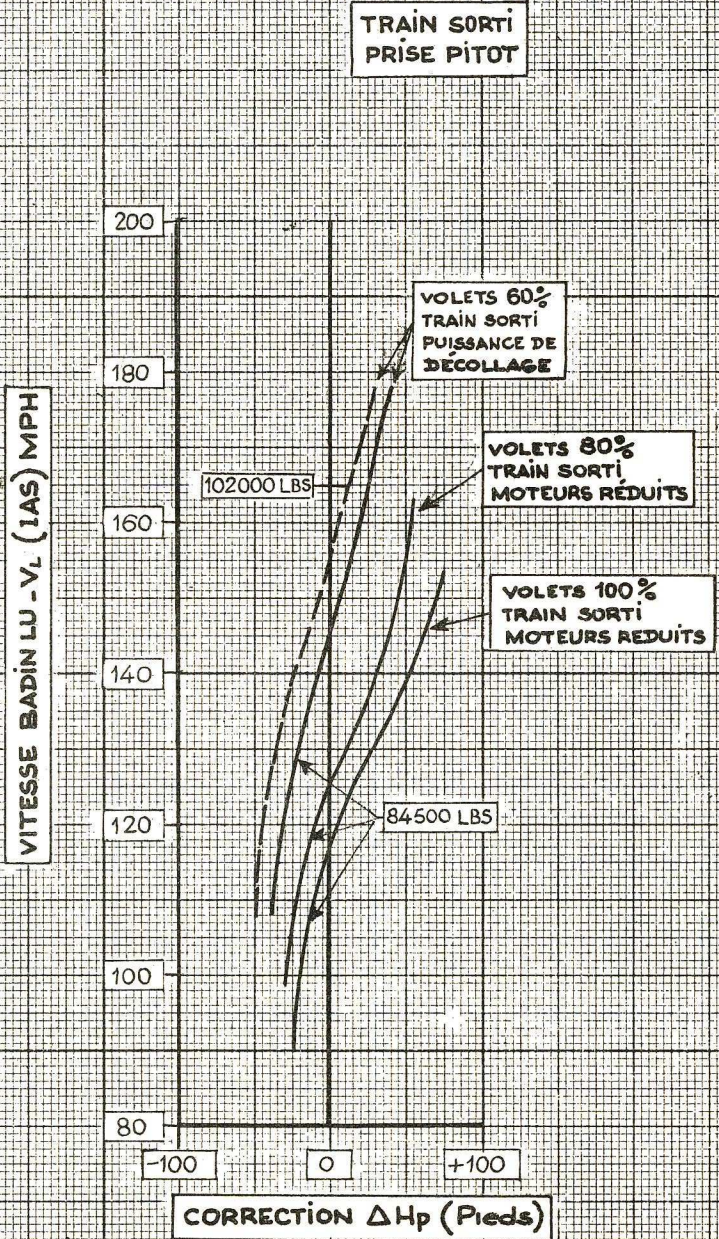 TRAIN SORTI
PRISE PITOT
200
180
160
140
120
100
80
VITESSE BADIN LU - VL (IAS) MPH
VOLETS 60%
TRAIN SORTI
PUISSANCE DE
DÉCOLLAGE
102000 LBS
VOLETS 80%
TRAIN SORTI
MOTEURS RÉDUITS
VOLETS 100%
TRAIN SORTI
MOTEURS REDUITS
84500 LBS
-100
0
+100
CORRECTION ΔHp (Pieds)